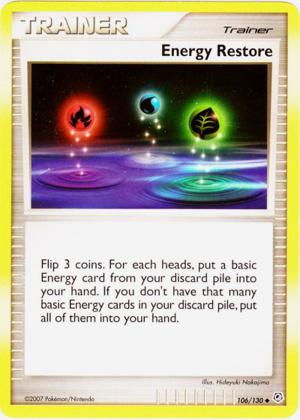 TRAINER
Trainer
Energy Restore
Flip 3 coins. For each heads, put a basic
Energy card from your discard pile into
your hand. If you don't have that many
basic Energy cards in your discard pile, put
all of them into your hand.
Illus. Hideyuki Nakajima
©2007 Pokémon/Nintendo
106/130